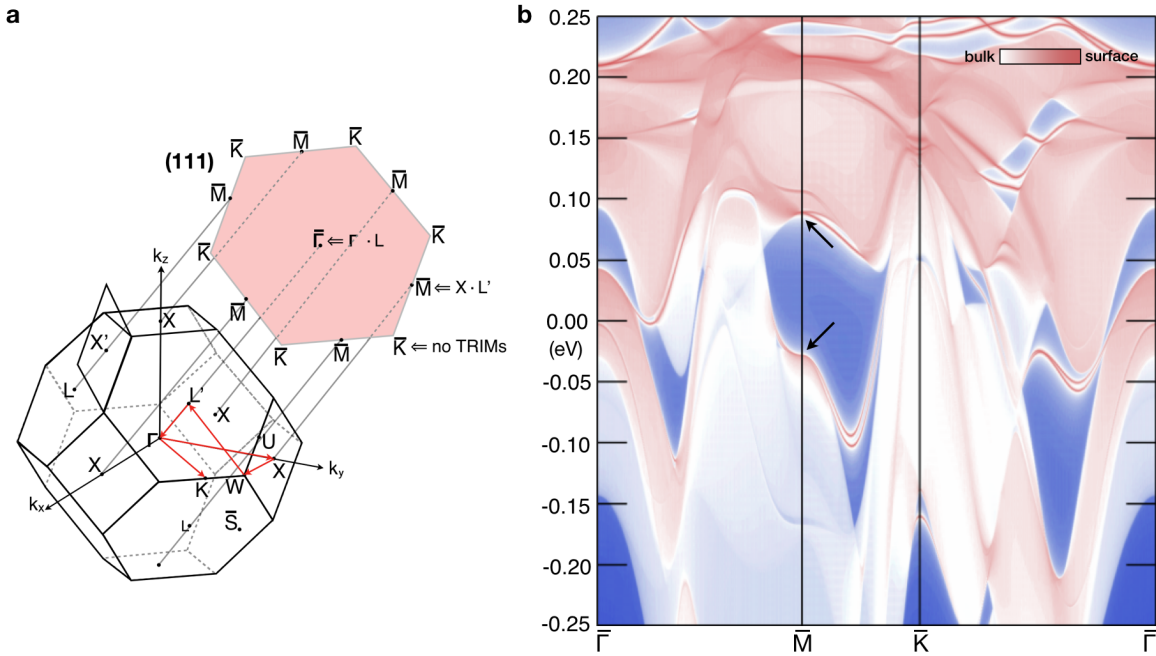 a
(111)
K̅
M̅
K̅
M̅
M̅
K̅
Γ̅ ⇐ Γ · L
K̅
M̅ ⇐ X · L'
M̅
K̅
M̅
K̅ ⇐ no TRIMs
kz
X
X'
L
L'
X
Γ
U
X
ky
X
K
W
kx
L
S̅
b
0.25
0.20
0.15
0.10
0.05
0.00
(eV)
-0.05
-0.10
-0.15
-0.20
-0.25
bulk surface
Γ̅ M̅ K̅ Γ̅